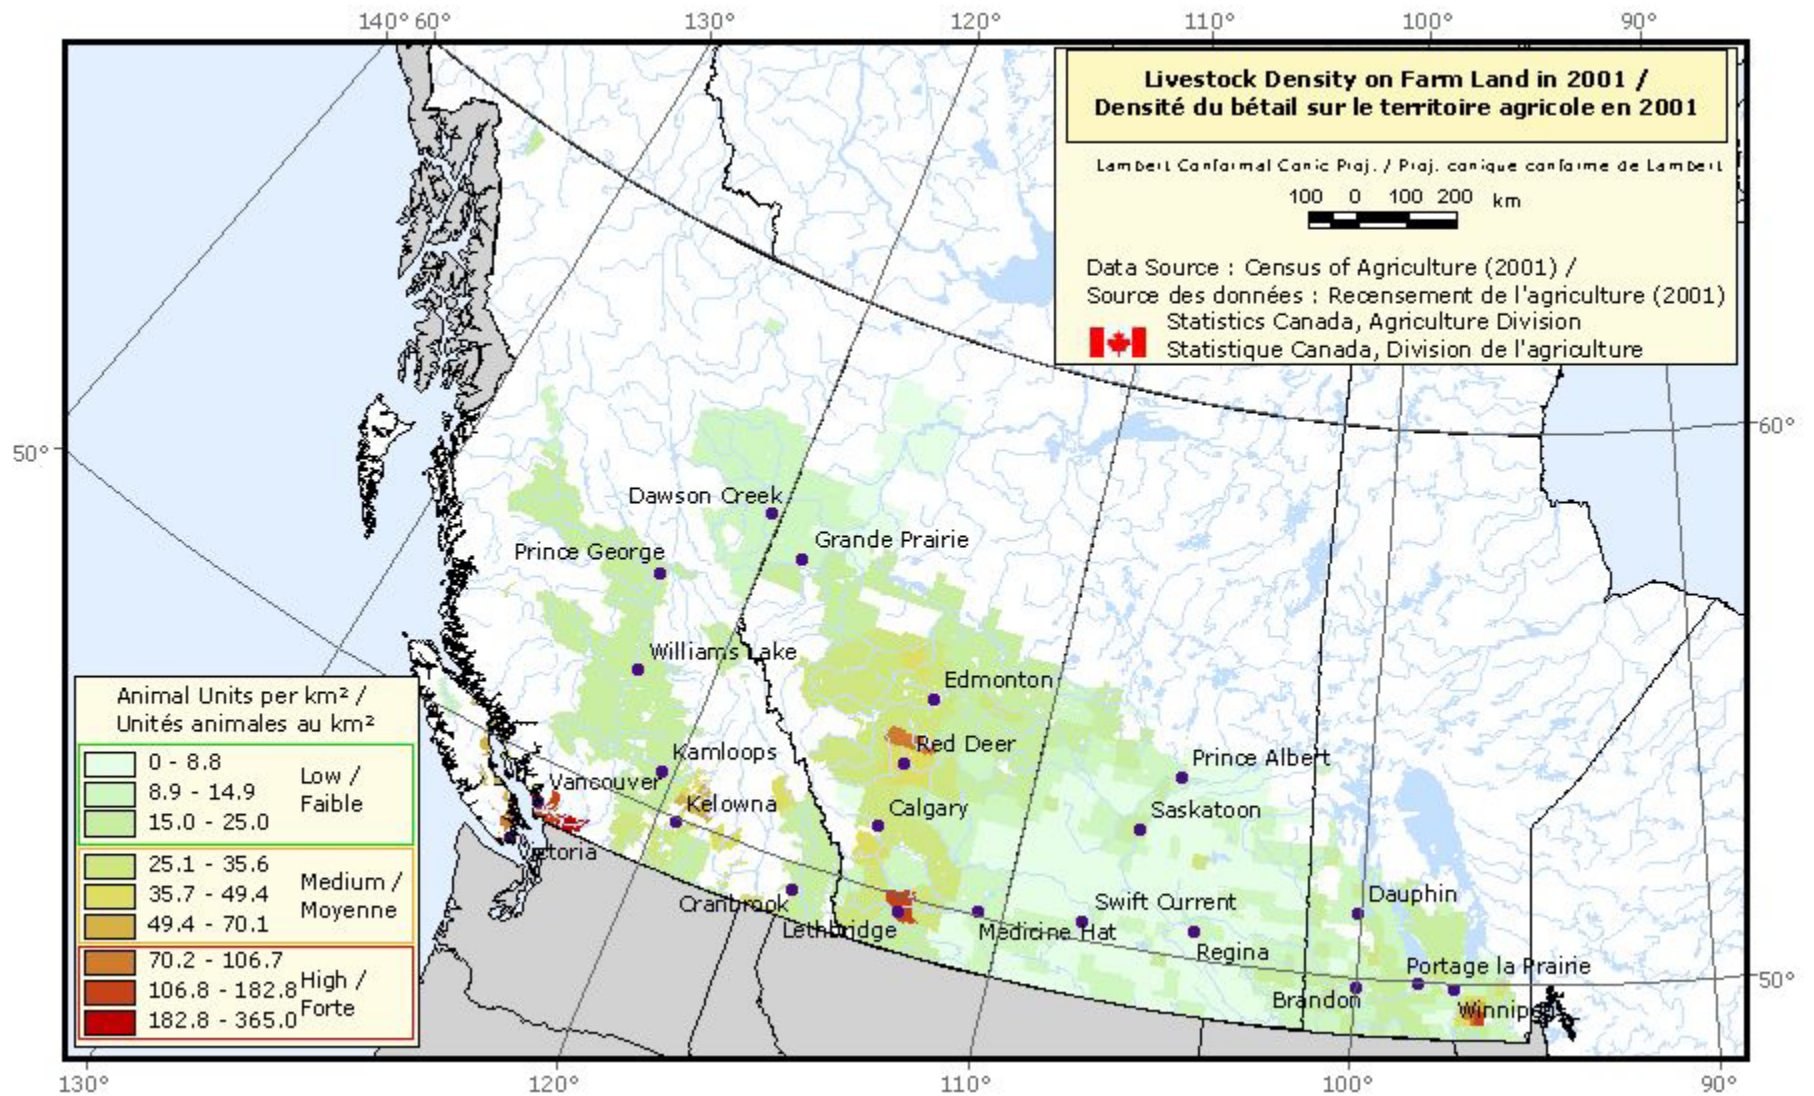 140° 60° 130° 120° 110° 100° 90°
Livestock Density on Farm Land in 2001 /
Densité du bétail sur le territoire agricole en 2001
Lambert Conformal Conic Proj. / Proj. conique conforme de Lambert
100 0 100 200 km
Data Source : Census of Agriculture (2001) /
Source des données : Recensement de l'agriculture (2001)
Statistics Canada, Agriculture Division
Statistique Canada, Division de l'agriculture
60°
50°
Dawson Creek
Grande Prairie
Prince George
Williams Lake
Edmonton
Red Deer
Kamloops
Prince Albert
Vancouver
Kelowna
Calgary
Saskatoon
ctoria
Dauphin
Cranbrook
Swift Current
Lethbridge
Medicine Hat
Regina
Portage la Prairie
50°
Brandon
Winnipeg
Animal Units per km² /
Unités animales au km²
0 - 8.8
8.9 - 14.9
15.0 - 25.0
Low /
Faible
25.1 - 35.6
35.7 - 49.4
49.4 - 70.1
Medium /
Moyenne
70.2 - 106.7
106.8 - 182.8
182.8 - 365.0
High /
Forte
130° 120° 110° 100° 90°